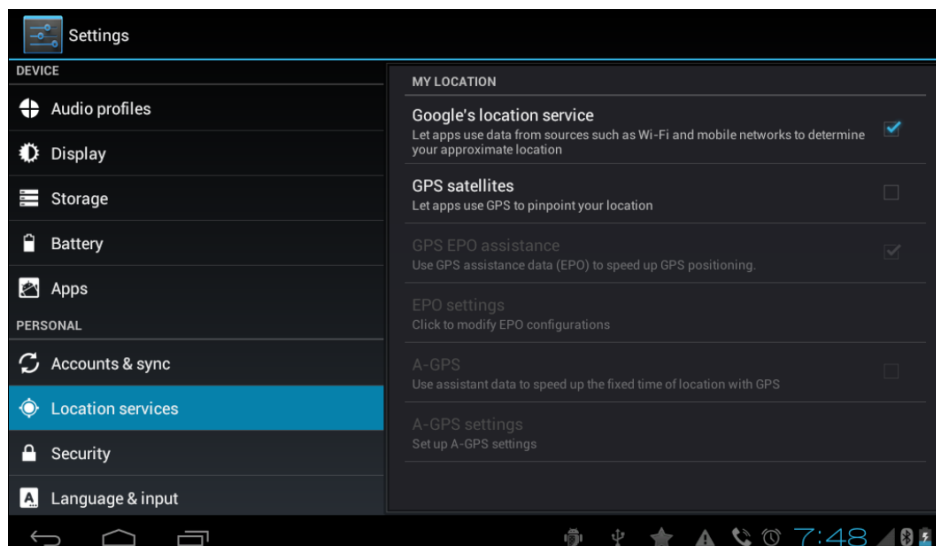 Settings
DEVICE
Audio profiles
Display
Storage
Battery
Apps
PERSONAL
Accounts & sync
Location services
Security
Language & input
MY LOCATION
Google's location service
Let apps use data from sources such as Wi-Fi and mobile networks to determine
your approximate location
GPS satellites
Let apps use GPS to pinpoint your location
GPS EPO assistance
Use GPS assistance data (EPO) to speed up GPS positioning.
EPO settings
Click to modify EPO configurations
A-GPS
Use assistant data to speed up the fixed time of location with GPS
A-GPS settings
Set up A-GPS settings
7:48